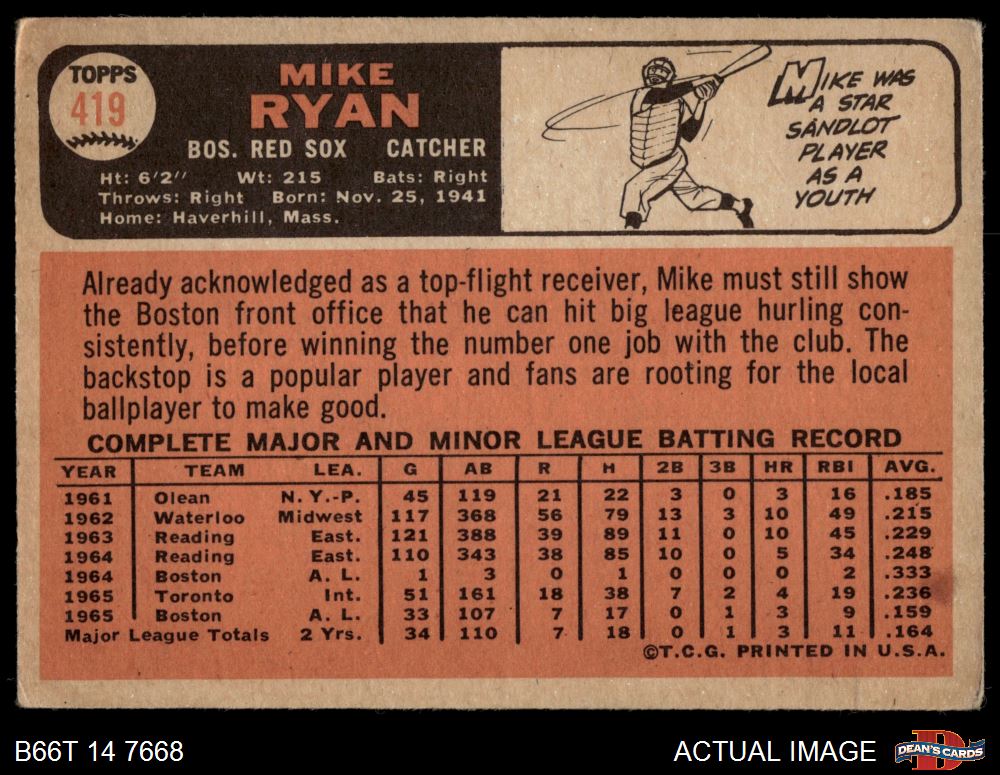 TOPPS
419
MIKE
RYAN
BOS. RED SOX CATCHER
Ht: 6'2" Wt: 215 Bats: Right
Throws: Right Born: Nov. 25, 1941
Home: Haverhill, Mass.
MIKE WAS
A STAR
SANDLOT
PLAYER
AS A
YOUTH
Already acknowledged as a top-flight receiver, Mike must still show
the Boston front office that he can hit big league hurling con-
sistently, before winning the number one job with the club. The
backstop is a popular player and fans are rooting for the local
ballplayer to make good.
COMPLETE MAJOR AND MINOR LEAGUE BATTING RECORD
YEAR TEAM LEA. G AB R H 2B 3B HR RBI AVG.
1961 Olean N. Y.-P. 45 119 21 22 3 0 3 16 .185
1962 Waterloo Midwest 117 368 56 79 13 3 10 49 .215
1963 Reading East. 121 388 39 89 11 0 10 45 .229
1964 Reading East. 110 343 38 85 10 0 5 34 .248
1964 Boston A. L. 1 3 0 1 0 0 0 2 .333
1965 Toronto Int. 51 161 18 38 7 2 4 19 .236
1965 Boston A. L. 33 107 7 17 0 1 3 9 .159
Major League Totals 2 Yrs. 34 110 7 18 0 1 3 11 .164
©T.C.G. PRINTED IN U.S.A.
B66T 14 7668
ACTUAL IMAGE
D
DEAN'S CARDS